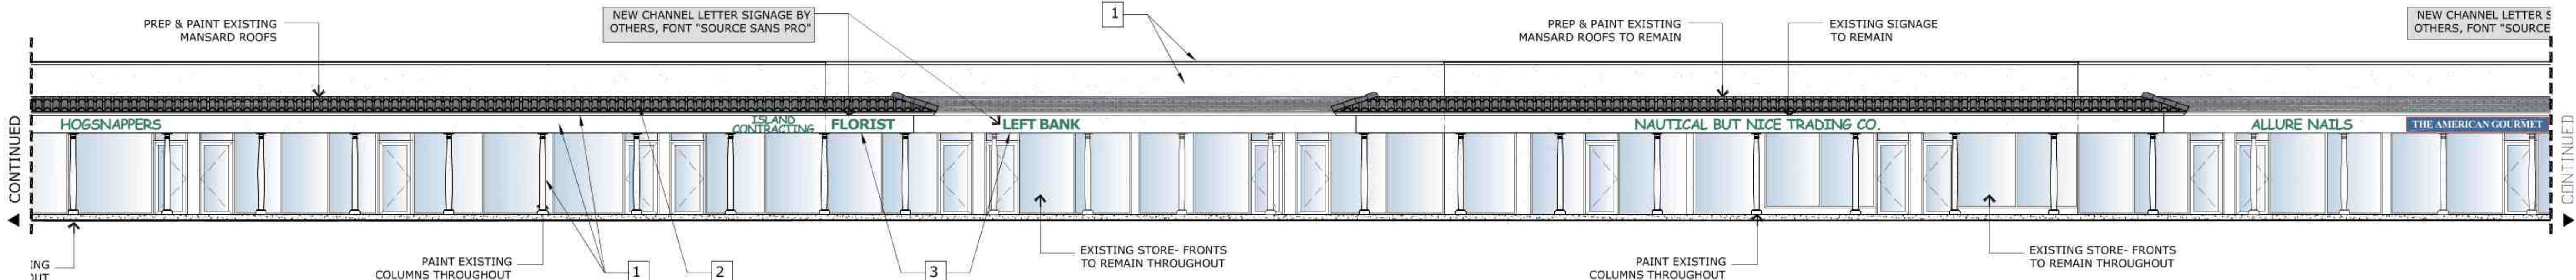 PREP & PAINT EXISTING
MANSARD ROOFS
NEW CHANNEL LETTER SIGNAGE BY
OTHERS, FONT "SOURCE SANS PRO"
1
PREP & PAINT EXISTING
MANSARD ROOFS TO REMAIN
EXISTING SIGNAGE
TO REMAIN
NEW CHANNEL LETTER S
OTHERS, FONT "SOURCE
CONTINUED
HOGSNAPPERS
ISLAND
CONTRACTING
FLORIST
LEFT BANK
NAUTICAL BUT NICE TRADING CO.
ALLURE NAILS
THE AMERICAN GOURMET
CONTINUED
ING
OUT
PAINT EXISTING
COLUMNS THROUGHOUT
1
2
3
EXISTING STORE- FRONTS
TO REMAIN THROUGHOUT
PAINT EXISTING
COLUMNS THROUGHOUT
EXISTING STORE- FRONTS
TO REMAIN THROUGHOUT